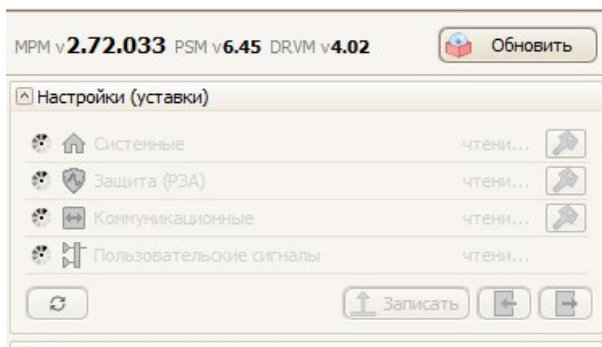 MPM v2.72.033 PSM v6.45 DRVM v4.02 Обновить
Настройки (уставки)
Системные чтени...
Защита (РЗА) чтени...
Коммуникационные чтени...
Пользовательские сигналы чтени...
Записать